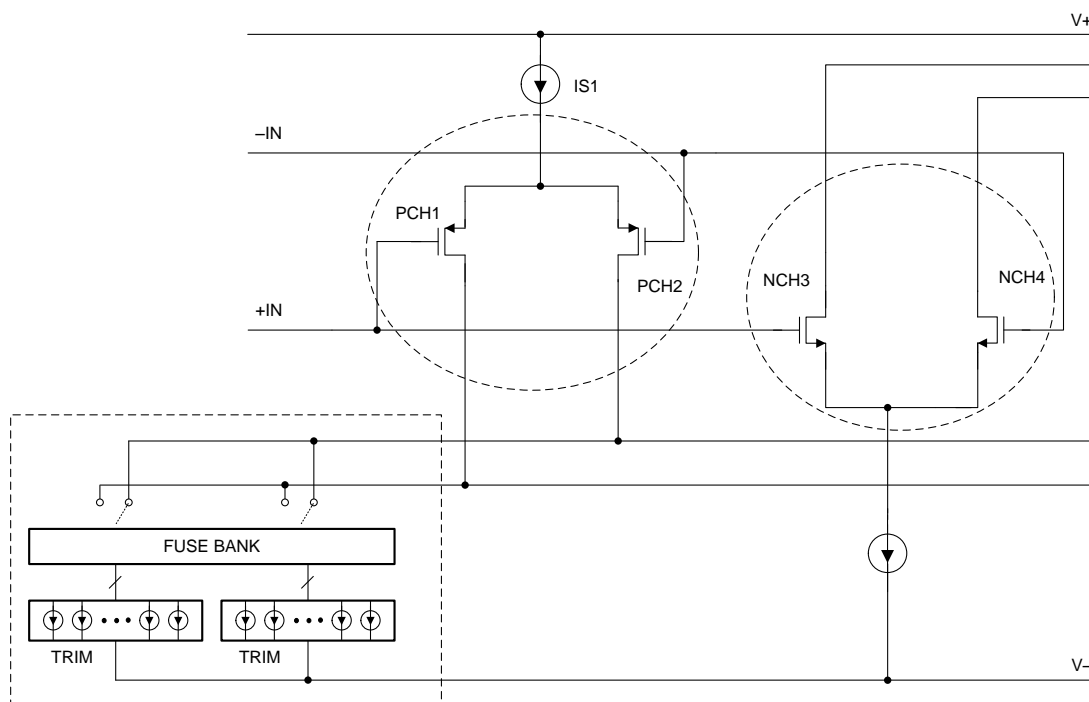 V+
IS1
–IN
PCH1
PCH2
NCH3
NCH4
+IN
FUSE BANK
TRIM
TRIM
V–